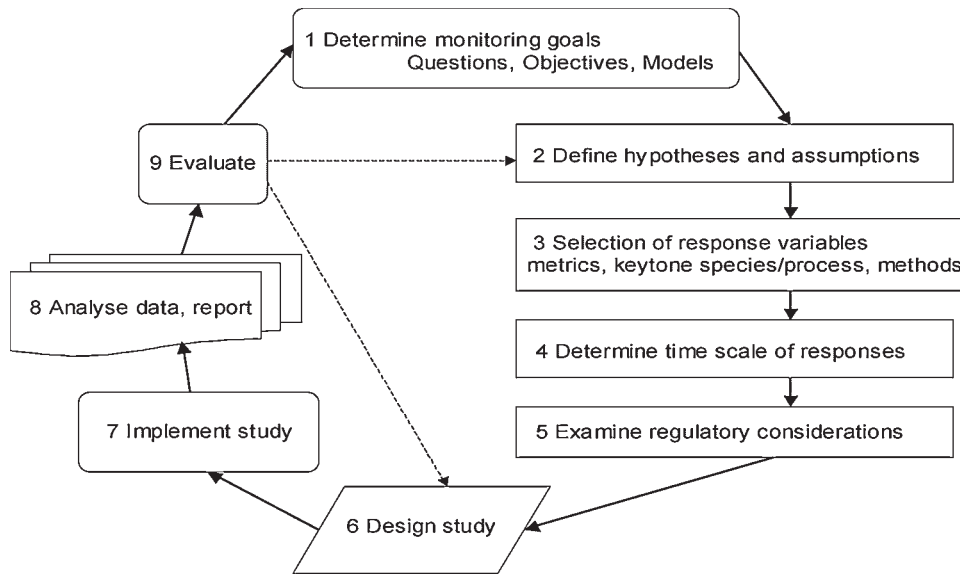 1 Determine monitoring goals
Questions, Objectives, Models
2 Define hypotheses and assumptions
3 Selection of response variables
metrics, keytone species/process, methods
4 Determine time scale of responses
5 Examine regulatory considerations
6 Design study
7 Implement study
8 Analyse data, report
9 Evaluate